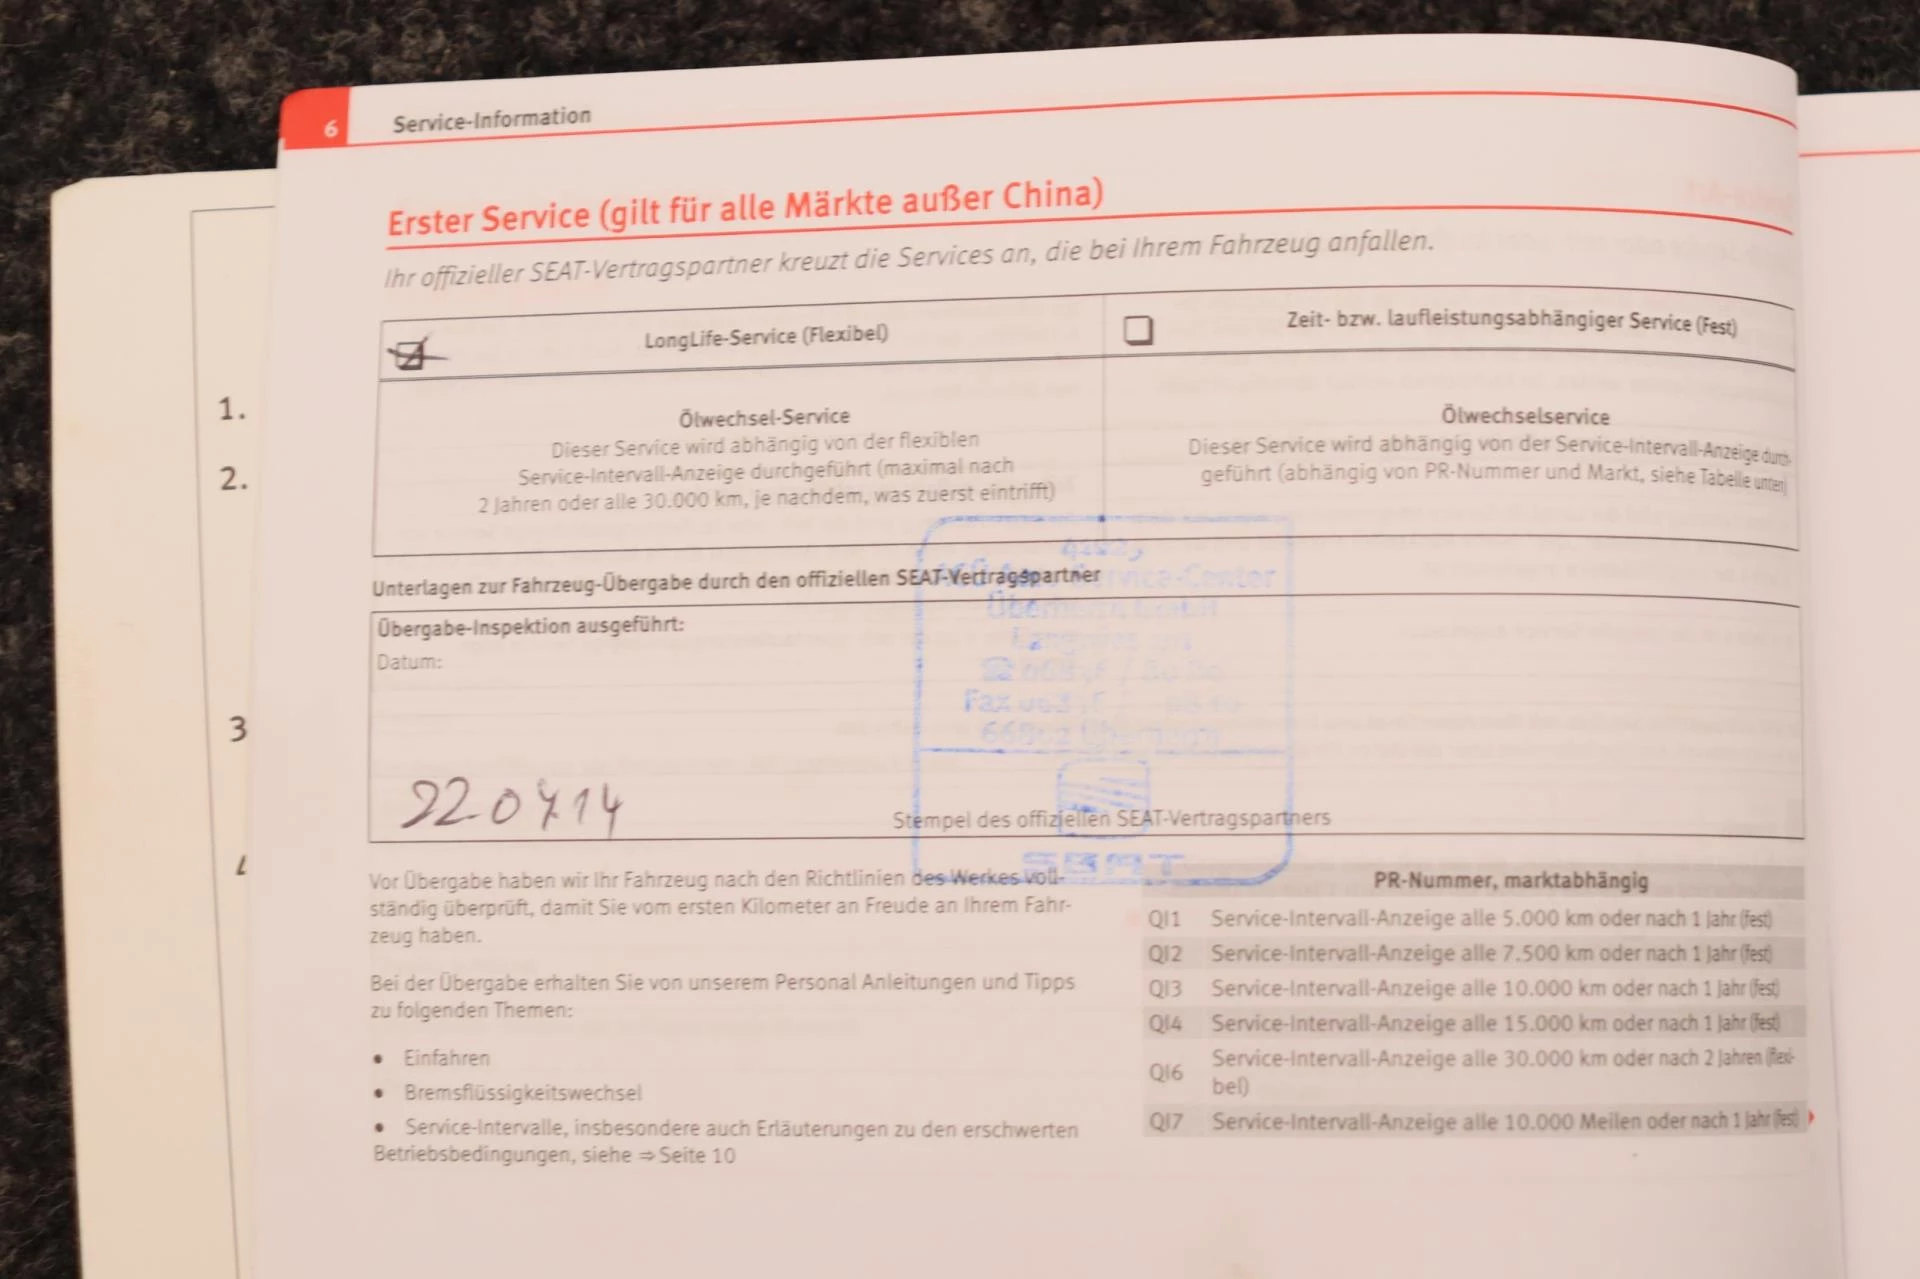 6 Service-Information
Erster Service (gilt für alle Märkte außer China)
Ihr offizieller SEAT-Vertragspartner kreuzt die Services an, die bei Ihrem Fahrzeug anfallen.
LongLife-Service (Flexibel)
Ölwechsel-Service
Dieser Service wird abhängig von der flexiblen
Service-Intervall-Anzeige durchgeführt (maximal nach
2 Jahren oder alle 30.000 km, je nachdem, was zuerst eintrifft)
Zeit- bzw. laufleistungsabhängiger Service (Fest)
Ölwechselservice
Dieser Service wird abhängig von der Service-Intervall-Anzeige durch-
geführt (abhängig von PR-Nummer und Markt, siehe Tabelle unten)
1.
2.
3
Unterlagen zur Fahrzeug-Übergabe durch den offiziellen SEAT-Vertragspartner
Übergabe-Inspektion ausgeführt:
Datum:
Service-Center
Fax
22.07.14
Stempel des offiziellen SEAT-Vertragspartners
SEAT
Vor Übergabe haben wir Ihr Fahrzeug nach den Richtlinien des Werkes voll-
ständig überprüft, damit Sie vom ersten Kilometer an Freude an Ihrem Fahr-
zeug haben.
Bei der Übergabe erhalten Sie von unserem Personal Anleitungen und Tipps
zu folgenden Themen:
• Einfahren
• Bremsflüssigkeitswechsel
• Service-Intervalle, insbesondere auch Erläuterungen zu den erschwerten
Betriebsbedingungen, siehe ⇒ Seite 10
PR-Nummer, marktabhängig
QI1 Service-Intervall-Anzeige alle 5.000 km oder nach 1 Jahr (fest)
QI2 Service-Intervall-Anzeige alle 7.500 km oder nach 1 Jahr (fest)
QI3 Service-Intervall-Anzeige alle 10.000 km oder nach 1 Jahr (fest)
QI4 Service-Intervall-Anzeige alle 15.000 km oder nach 1 Jahr (fest)
QI6 Service-Intervall-Anzeige alle 30.000 km oder nach 2 Jahren (flexi-
bel)
QI7 Service-Intervall-Anzeige alle 10.000 Meilen oder nach 1 Jahr (fest)